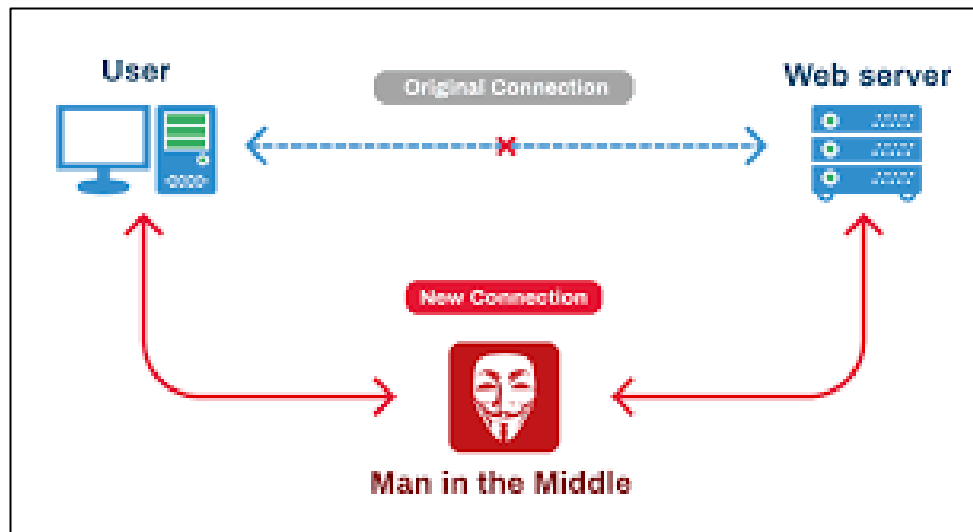 User
Original Connection
Web server
New Connection
Man in the Middle